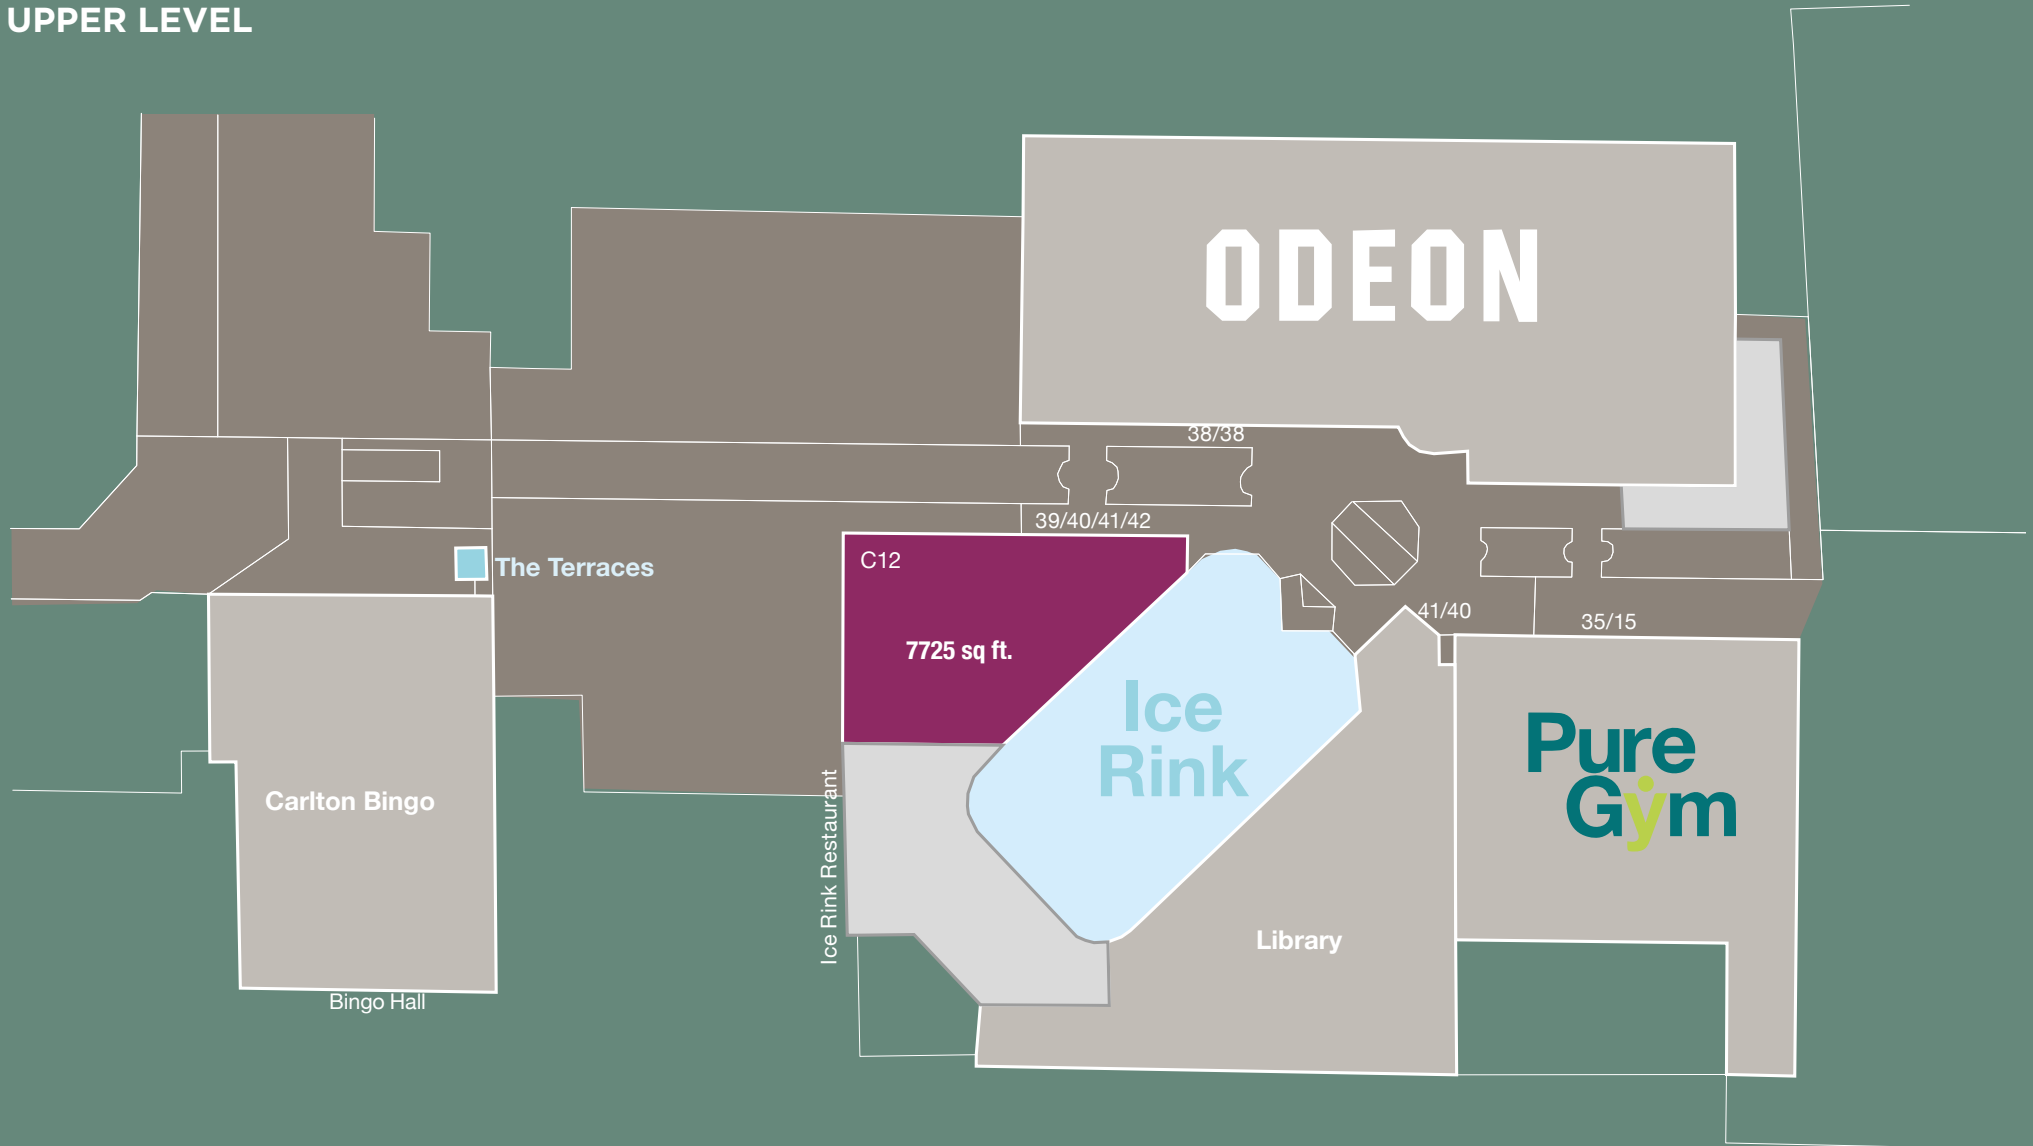 UPPER LEVEL
ODEON
38/38
39/40/41/42
C12
The Terraces
41/40
35/15
7725 sq ft.
Ice
Rink
Pure
Gym
Carlton Bingo
Ice Rink Restaurant
Library
Bingo Hall